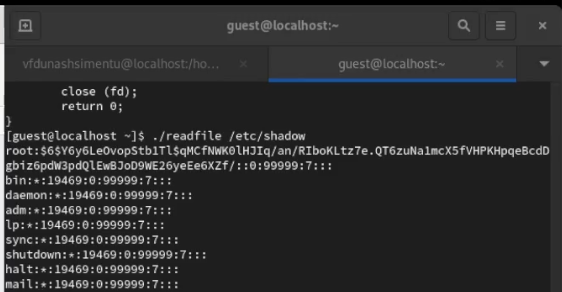 guest@localhost:~
vfdunashsimentu@localhost:/ho...
guest@localhost:~
close (fd);
return 0;
}
[guest@localhost ~]$ ./readfile /etc/shadow
root:$6$Y6y6LeOvopStb1Tl$qMCfNWK0lHJIq/an/RIboKLtz7e.QT6zuNa1mcX5fVHPKHpqeBcdD
gbiz6pdW3pdQlEwBJoD9WE26yeEe6XZf/::0:99999:7:::
bin:*:19469:0:99999:7:::
daemon:*:19469:0:99999:7:::
adm:*:19469:0:99999:7:::
lp:*:19469:0:99999:7:::
sync:*:19469:0:99999:7:::
shutdown:*:19469:0:99999:7:::
halt:*:19469:0:99999:7:::
mail:*:19469:0:99999:7:::